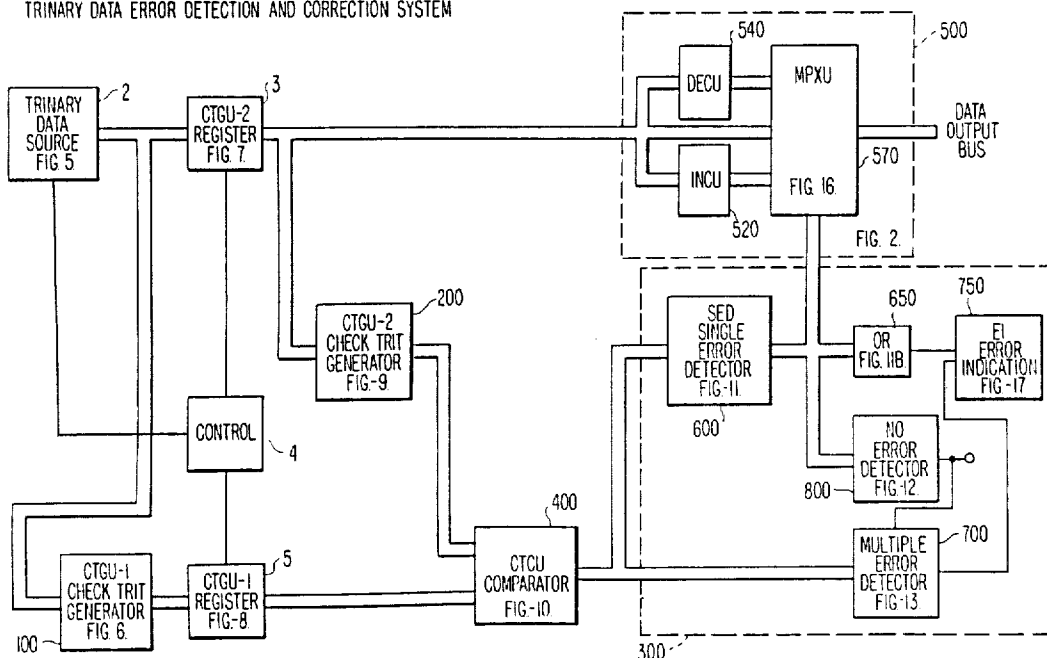 TRINARY DATA ERROR DETECTION AND CORRECTION SYSTEM
2
TRINARY
DATA
SOURCE
FIG. 5.
3
CTGU-2
REGISTER
FIG. 7.
540
DECU
MPXU
FIG. 16.
570
INCU
520
500
DATA
OUTPUT
BUS
FIG. 2.
200
CTGU-2
CHECK TRIT
GENERATOR
FIG-9.
CONTROL
4
SED
SINGLE
ERROR
DETECTOR
FIG-11.
600
650
OR
FIG. 11B
750
EI
ERROR
INDICATION
FIG-17
NO
ERROR
DETECTOR
FIG-12.
800
400
CTCU
COMPARATOR
FIG-10.
700
MULTIPLE
ERROR
DETECTOR
FIG-13.
CTGU-1
CHECK TRIT
GENERATOR
FIG. 6.
100
5
CTGU-1
REGISTER
FIG-8.
300